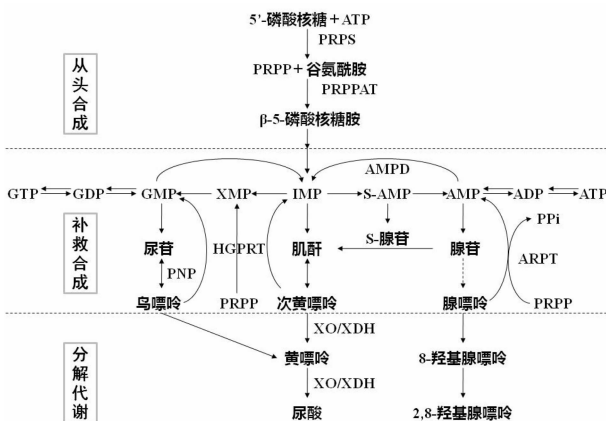 5'-磷酸核糖+ATP
PRPS
PRPP+谷氨酰胺
PRPPAT
β-5-磷酸核糖胺
从头合成
AMPD
GTP GDP GMP XMP IMP S-AMP AMP ADP ATP
PPi
尿苷 HGPRT 肌酐 S-腺苷 腺苷
PNP ARPT
鸟嘌呤 PRPP 次黄嘌呤 腺嘌呤 PRPP
补救合成
XO/XDH
黄嘌呤 8-羟基腺嘌呤
XO/XDH
尿酸 2,8-羟基腺嘌呤
分解代谢